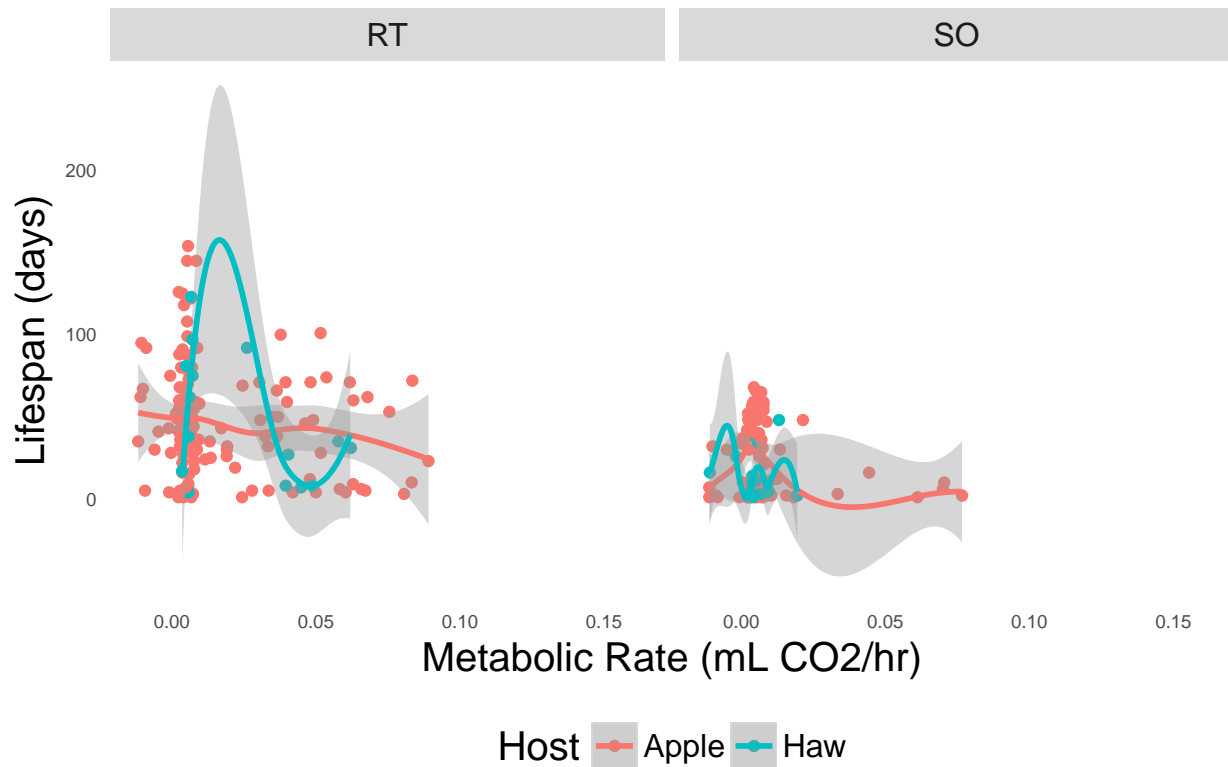 RT SO
200
100
0
Lifespan (days)
0.00 0.05 0.10 0.15 0.00 0.05 0.10 0.15
Metabolic Rate (mL CO2/hr)
Host Apple Haw